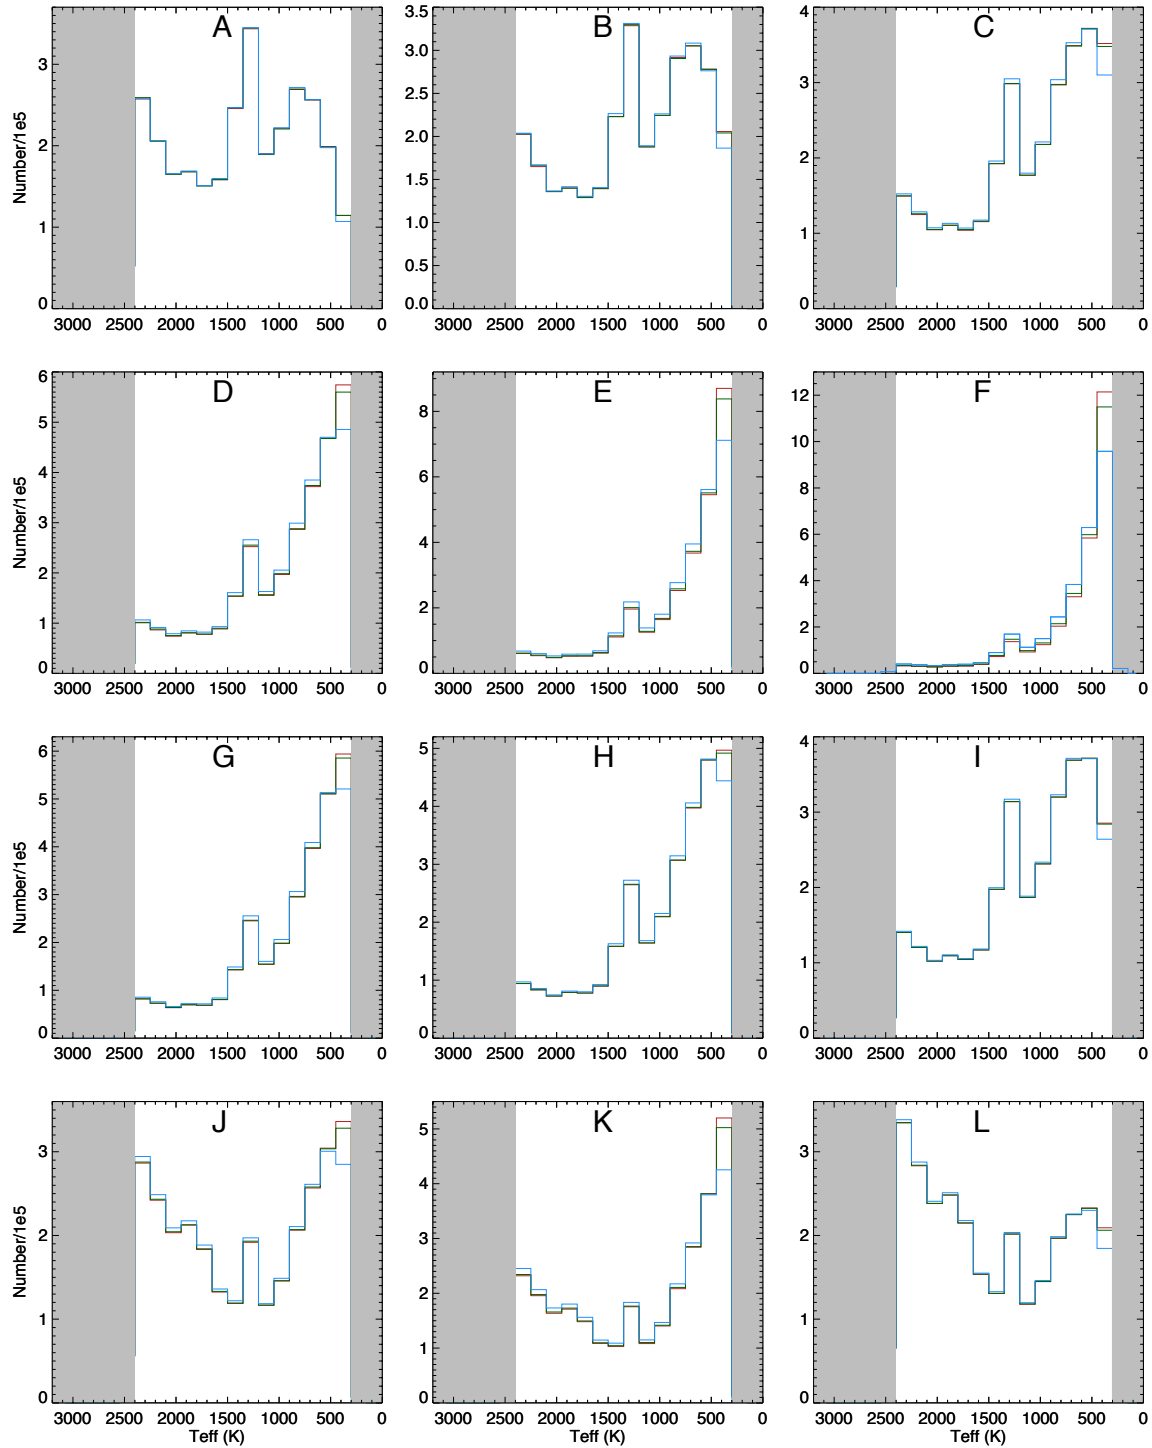 A B C
Number/1e5
3 2 1 0
3.5 3.0 2.5 2.0 1.5 1.0 0.5 0.0
4 3 2 1 0
3000 2500 2000 1500 1000 500 0
3000 2500 2000 1500 1000 500 0
3000 2500 2000 1500 1000 500 0
D E F
Number/1e5
6 5 4 3 2 1 0
8 6 4 2 0
12 10 8 6 4 2 0
3000 2500 2000 1500 1000 500 0
3000 2500 2000 1500 1000 500 0
3000 2500 2000 1500 1000 500 0
G H I
Number/1e5
6 5 4 3 2 1 0
5 4 3 2 1 0
4 3 2 1 0
3000 2500 2000 1500 1000 500 0
3000 2500 2000 1500 1000 500 0
3000 2500 2000 1500 1000 500 0
J K L
Number/1e5
3 2 1 0
5 4 3 2 1 0
3 2 1 0
3000 2500 2000 1500 1000 500 0
3000 2500 2000 1500 1000 500 0
3000 2500 2000 1500 1000 500 0
Teff (K) Teff (K) Teff (K)